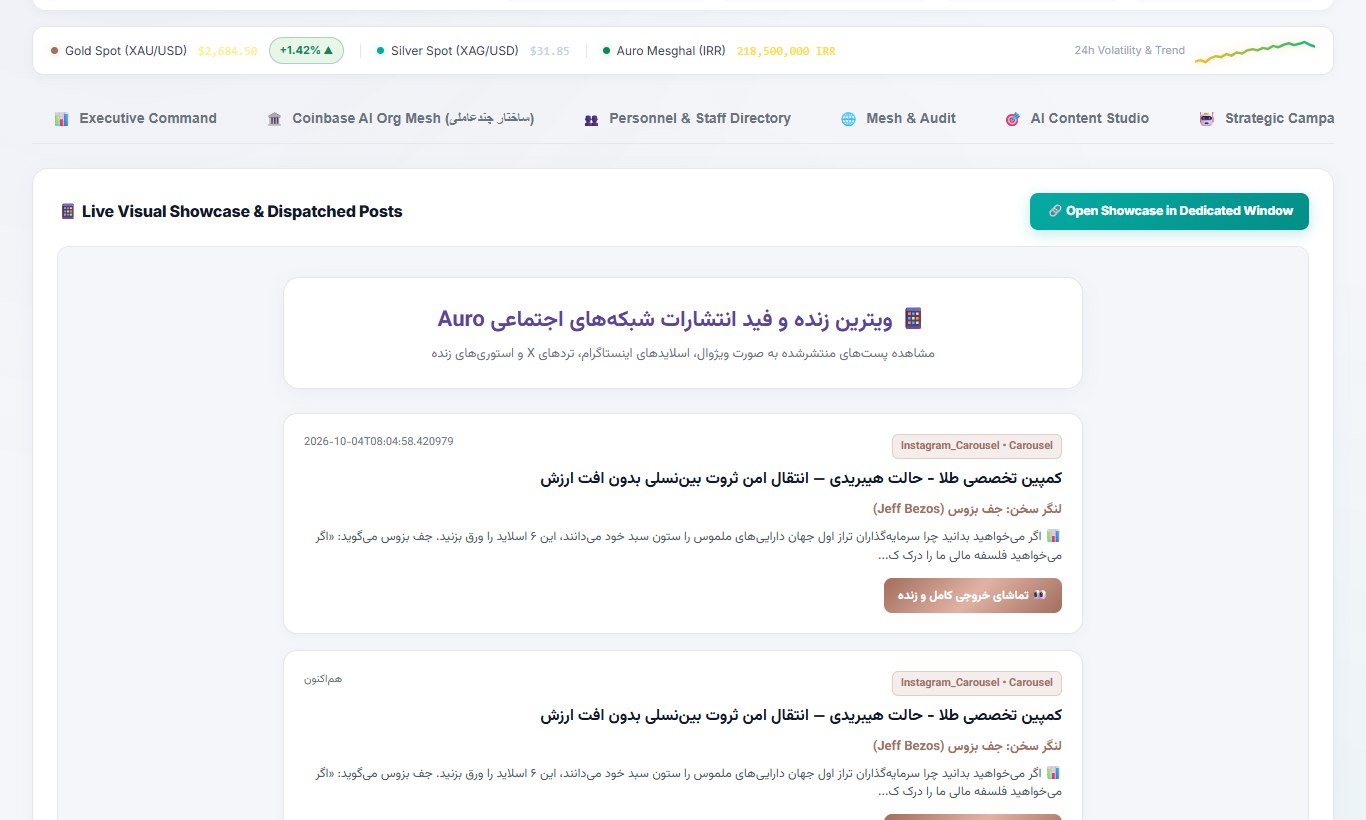 Gold Spot (XAU/USD) $2,684.50 +1.42% ▲ Silver Spot (XAG/USD) $31.85 Auro Mesghal (IRR) 218,500,000 IRR 24h Volatility & Trend
📊 Executive Command 🏛️ Coinbase AI Org Mesh (ساختار چندعاملی) 👥 Personnel & Staff Directory 🌐 Mesh & Audit 🎯 AI Content Studio 🤖 Strategic Campa
📱 Live Visual Showcase & Dispatched Posts 🔗 Open Showcase in Dedicated Window
📱 ویترین زنده و فید انتشارات شبکه‌های اجتماعی Auro
مشاهده پست‌های منتشرشده به صورت ویژوال، اسلایدهای اینستاگرام، تردهای X و استوری‌های زنده
Instagram_Carousel • Carousel 2026-10-04T08:04:58.420979
کمپین تخصصی طلا - حالت هیبریدی — انتقال امن ثروت بین‌نسلی بدون افت ارزش
لنگر سخن: جف بزوس (Jeff Bezos)
📊 اگر می‌خواهید بدانید چرا سرمایه‌گذاران تراز اول جهان دارایی‌های ملموس را ستون سبد خود می‌دانند، این ۶ اسلاید را ورق بزنید. جف بزوس می‌گوید: «اگر
می‌خواهید فلسفه مالی ما را درک ک...
👀 تماشای خروجی کامل و زنده
Instagram_Carousel • Carousel هم‌اکنون
کمپین تخصصی طلا - حالت هیبریدی — انتقال امن ثروت بین‌نسلی بدون افت ارزش
لنگر سخن: جف بزوس (Jeff Bezos)
📊 اگر می‌خواهید بدانید چرا سرمایه‌گذاران تراز اول جهان دارایی‌های ملموس را ستون سبد خود می‌دانند، این ۶ اسلاید را ورق بزنید. جف بزوس می‌گوید: «اگر
می‌خواهید فلسفه مالی ما را درک ک...